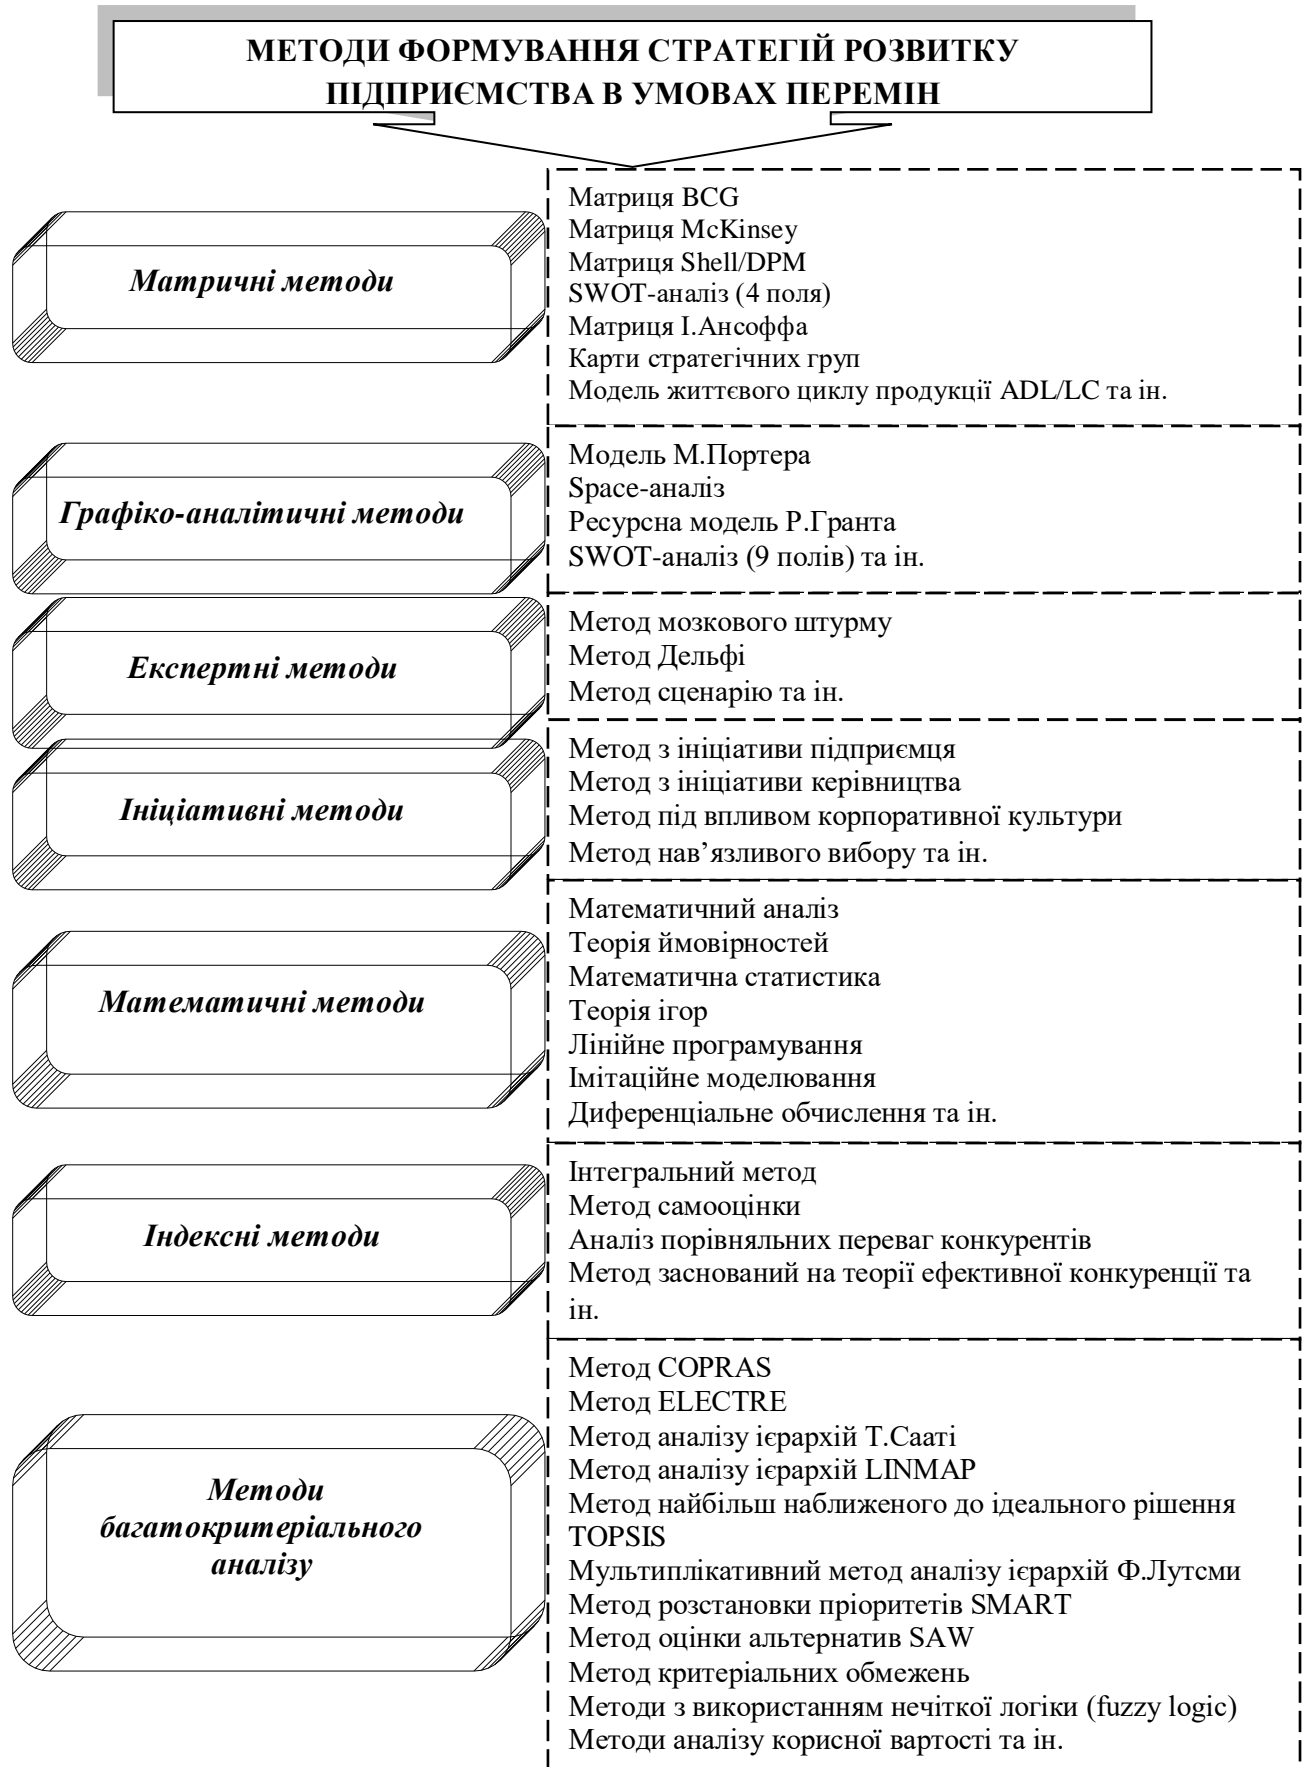 МЕТОДИ ФОРМУВАННЯ СТРАТЕГІЙ РОЗВИТКУ
ПІДПРИЄМСТВА В УМОВАХ ПЕРЕМІН
Матричні методи
Матриця BCG
Матриця McKinsey
Матриця Shell/DPM
SWOT-аналіз (4 поля)
Матриця І.Ансоффа
Карти стратегічних груп
Модель життєвого циклу продукції ADL/LC та ін.
Графіко-аналітичні методи
Модель М.Портера
Space-аналіз
Ресурсна модель Р.Гранта
SWOT-аналіз (9 полів) та ін.
Експертні методи
Метод мозкового штурму
Метод Дельфі
Метод сценарію та ін.
Ініціативні методи
Метод з ініціативи підприємця
Метод з ініціативи керівництва
Метод під впливом корпоративної культури
Метод нав’язливого вибору та ін.
Математичні методи
Математичний аналіз
Теорія ймовірностей
Математична статистика
Теорія ігор
Лінійне програмування
Імітаційне моделювання
Диференціальне обчислення та ін.
Індексні методи
Інтегральний метод
Метод самооцінки
Аналіз порівняльних переваг конкурентів
Метод заснований на теорії ефективної конкуренції та
ін.
Методи
багатокритеріального
аналізу
Метод COPRAS
Метод ELECTRE
Метод аналізу ієрархій Т.Сааті
Метод аналізу ієрархій LINMAP
Метод найбільш наближеного до ідеального рішення
TOPSIS
Мультиплікативний метод аналізу ієрархій Ф.Лутсми
Метод розстановки пріоритетів SMART
Метод оцінки альтернатив SAW
Метод критеріальних обмежень
Методи з використанням нечіткої логіки (fuzzy logic)
Методи аналізу корисної вартості та ін.